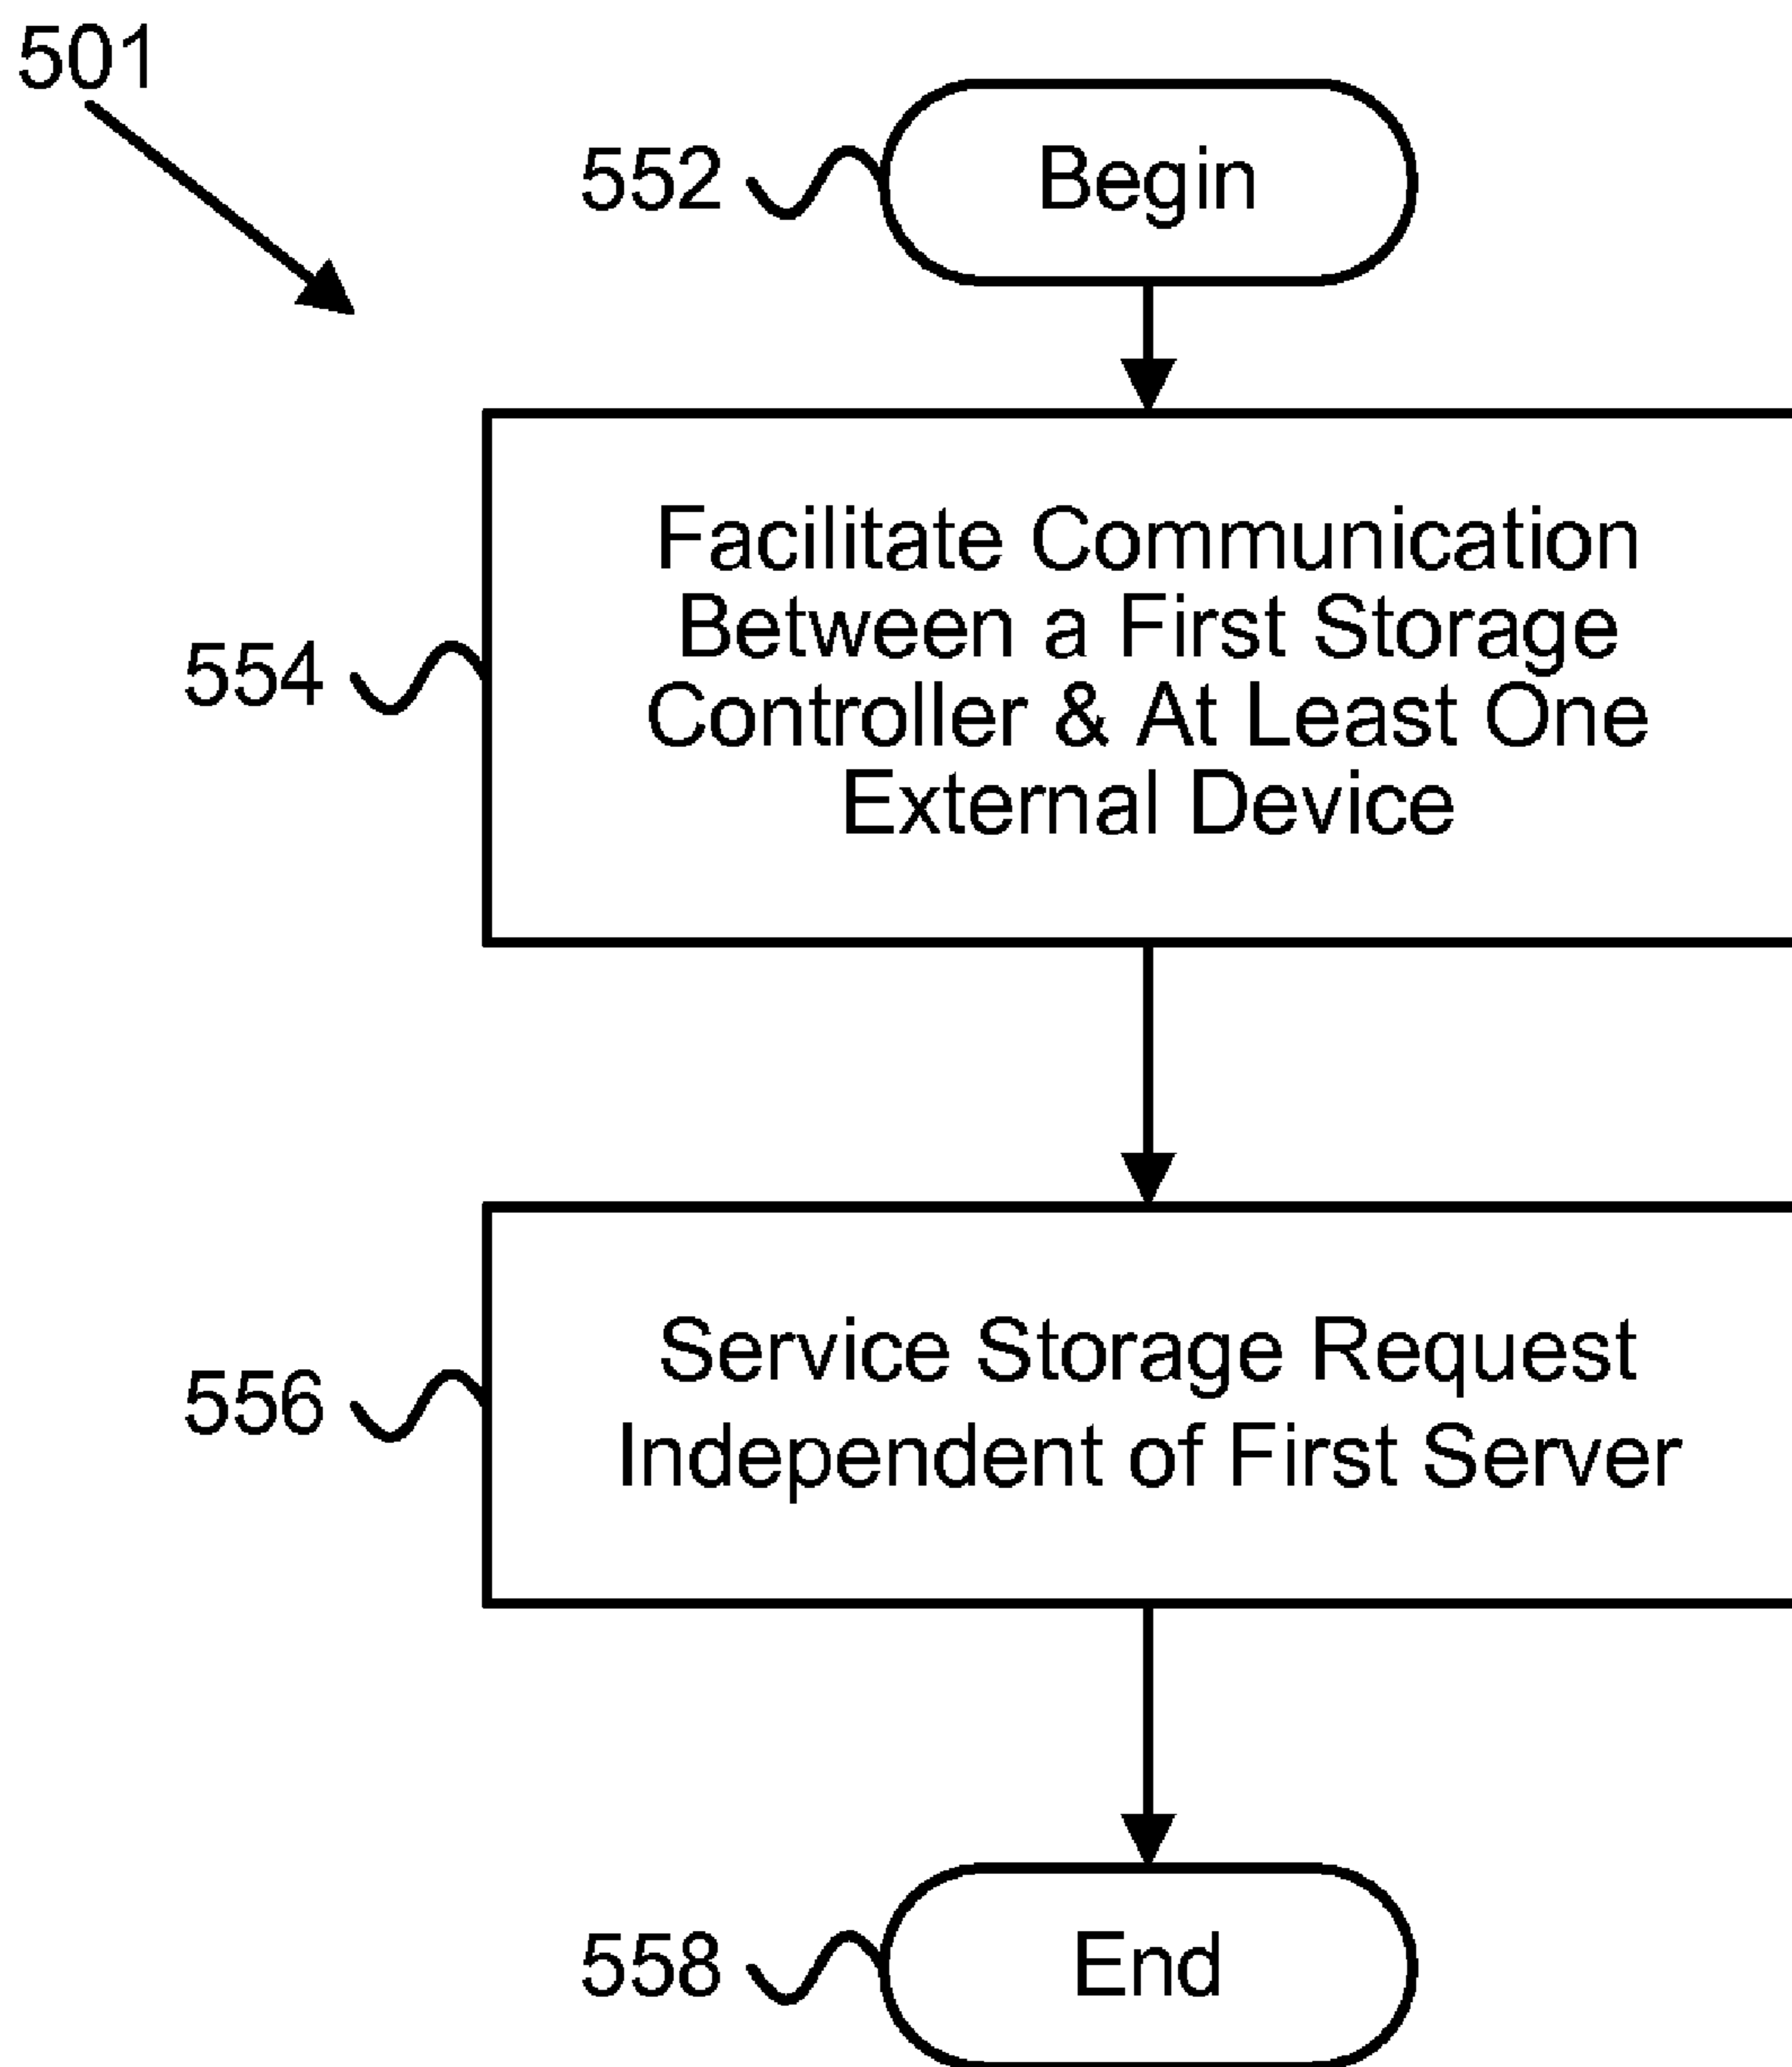 501
552
Begin
554
Facilitate Communication
Between a First Storage
Controller & At Least One
External Device
556
Service Storage Request
Independent of First Server
558
End